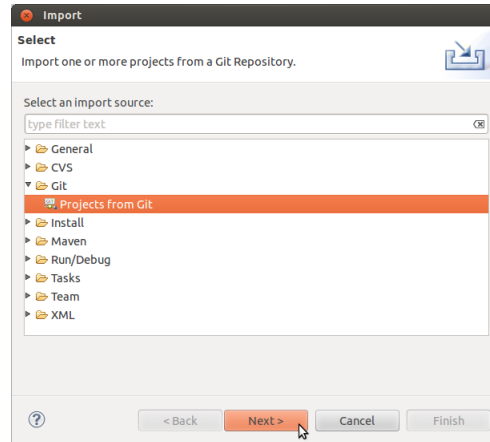 Import
Select
Import one or more projects from a Git Repository.
Select an import source:
type filter text
General
CVS
Git
Projects from Git
Install
Maven
Run/Debug
Tasks
Team
XML
?
< Back Next > Cancel Finish